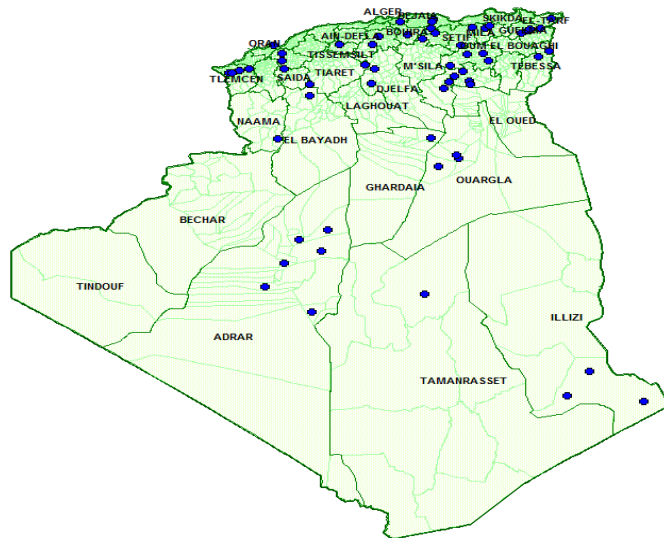 ALGER
BEJAIA
SKIKDA
EL-TARF
ORAN
AIN-DEFLA
BOUIRA
SETIF
MILA
GUELMA
TISSEMSILT
OUM EL BOUAGHI
TLEMCEN
SAIDA
TIARET
M'SILA
TEBESSA
DJELFA
LAGHOUAT
NAAMA
EL OUED
EL BAYADH
GHARDAIA
OUARGLA
BECHAR
TINDOUF
ILLIZI
ADRAR
TAMANRASSET